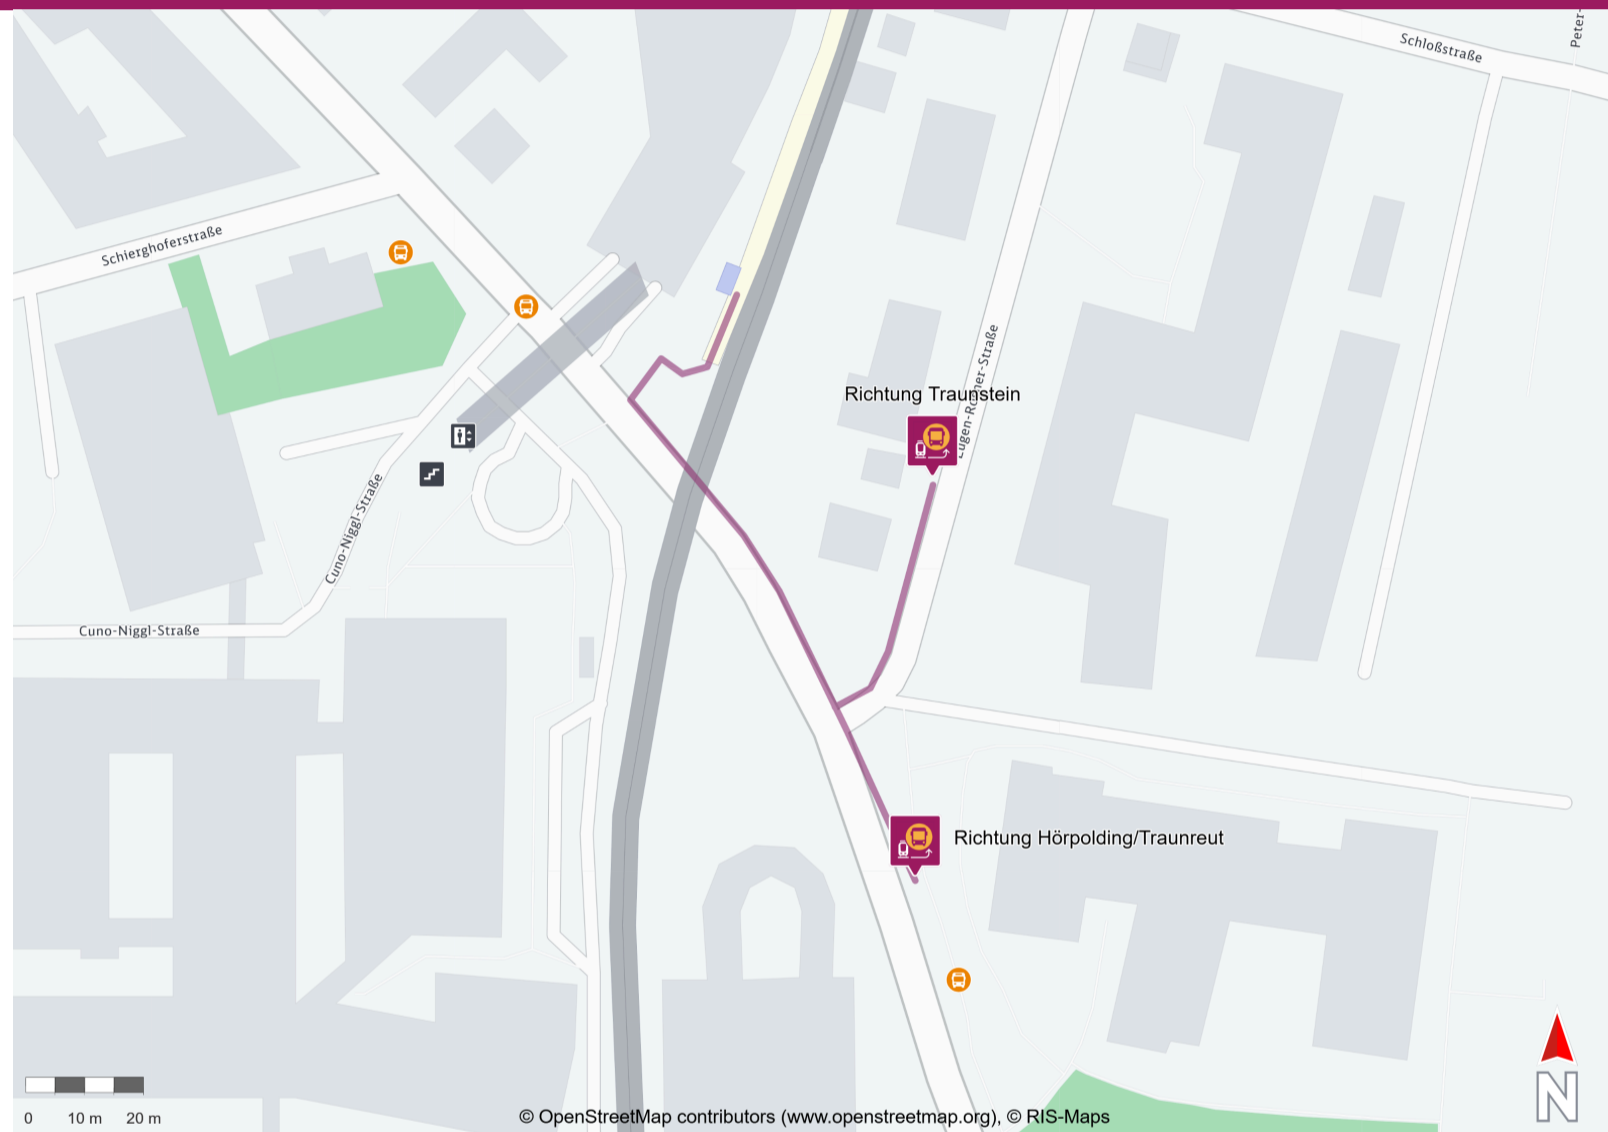 Schloßstraße
Peter-
Schierghoferstraße
Eugen-Rosner-Straße
Richtung Traunstein
Cuno-Niggl-Straße
Cuno-Niggl-Straße
Richtung Hörpolding/Traunreut
0 10 m 20 m
© OpenStreetMap contributors (www.openstreetmap.org), © RIS-Maps
N